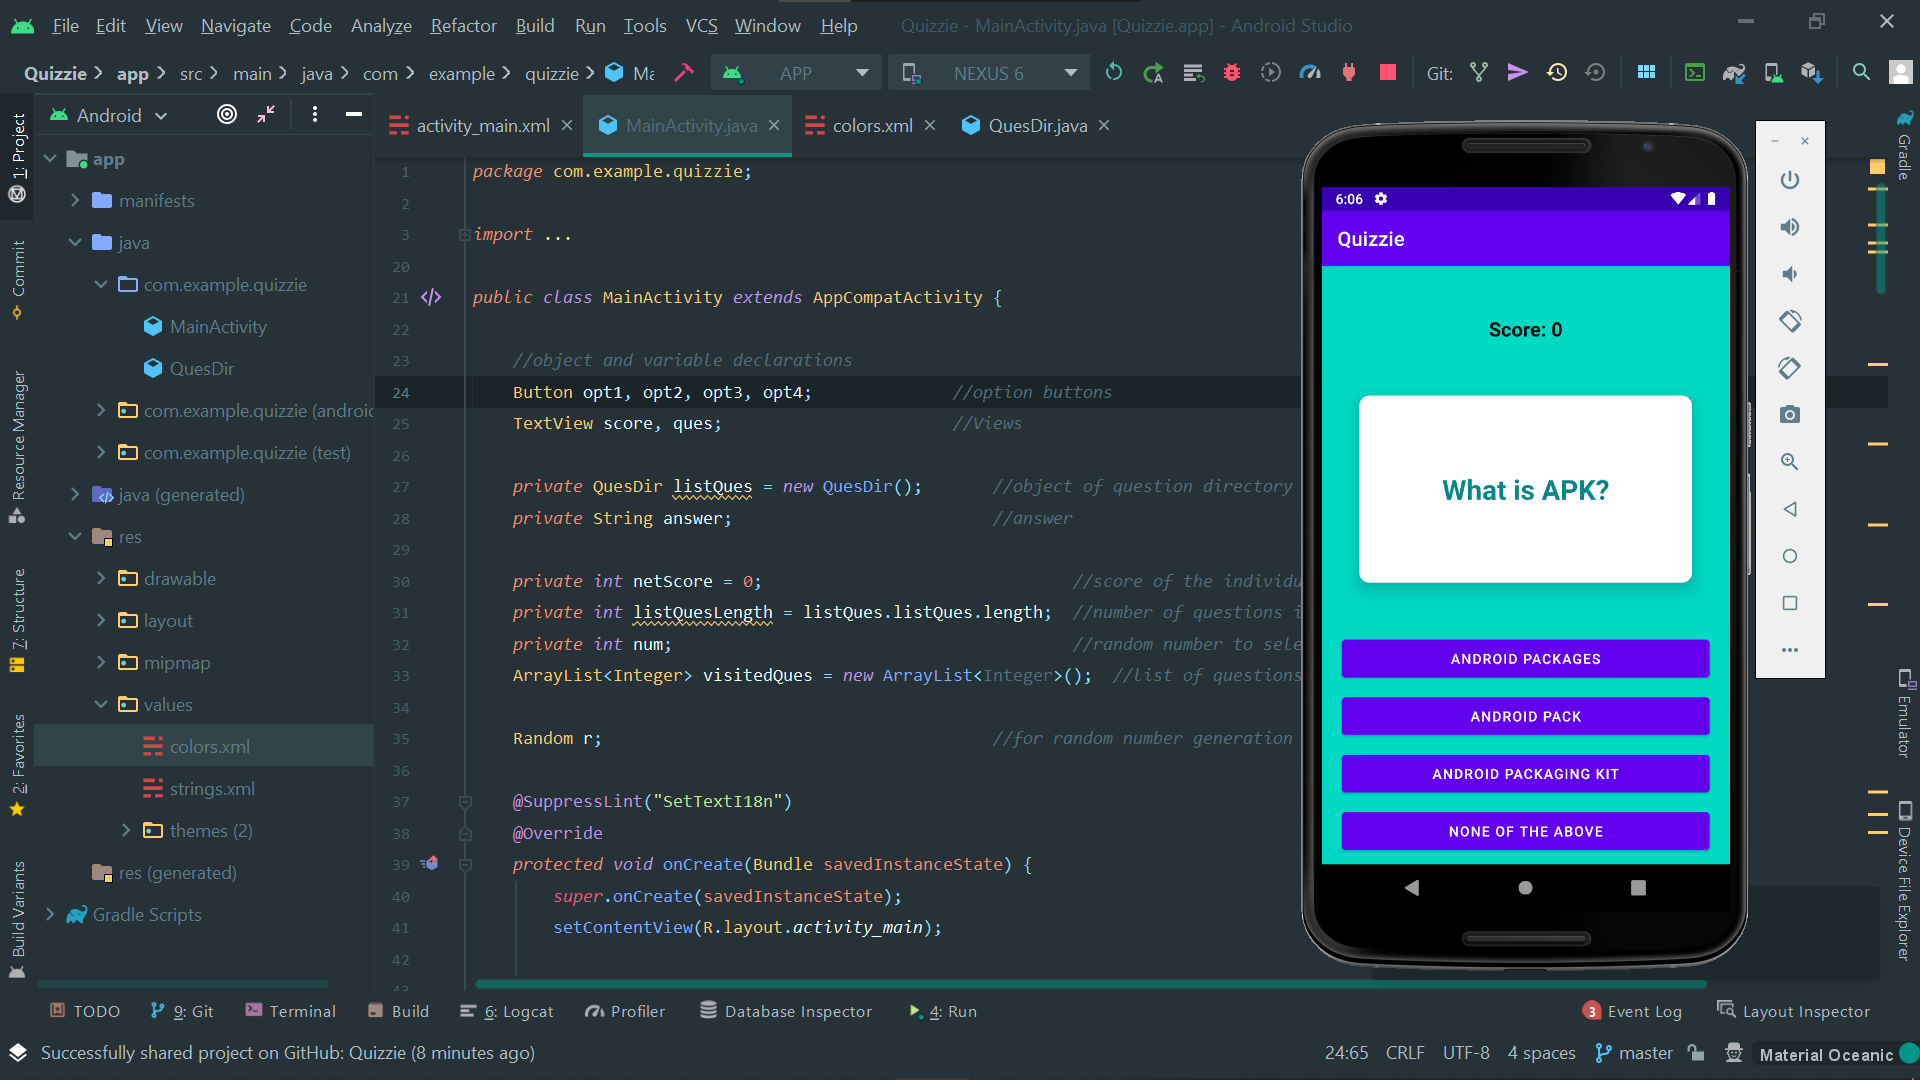 File Edit View Navigate Code Analyze Refactor Build Run Tools VCS Window Help Quizzie - MainActivity.java [Quizzie.app] - Android Studio
Quizzie app src main java com example quizzie Ma APP NEXUS 6 Git:
Android
activity_main.xml MainActivity.java colors.xml QuesDir.java
1: Project
Commit
Resource Manager
7: Structure
2: Favorites
Build Variants
app
manifests
java
com.example.quizzie
MainActivity
QuesDir
com.example.quizzie (androi
com.example.quizzie (test)
java (generated)
res
drawable
layout
mipmap
values
colors.xml
strings.xml
themes (2)
res (generated)
Gradle Scripts
1 package com.example.quizzie;
2
3 import ...
20
21 public class MainActivity extends AppCompatActivity {
22
23 //object and variable declarations
24 Button opt1, opt2, opt3, opt4; //option buttons
25 TextView score, ques; //Views
26
27 private QuesDir listQues = new QuesDir(); //object of question directory
28 private String answer; //answer
29
30 private int netScore = 0; //score of the individu
31 private int listQuesLength = listQues.listQues.length; //number of questions i
32 private int num; //random number to sele
33 ArrayList<Integer> visitedQues = new ArrayList<Integer>(); //list of questions
34
35 Random r; //for random number generation
36
37 @SuppressLint("SetTextI18n")
38 @Override
39 protected void onCreate(Bundle savedInstanceState) {
40 super.onCreate(savedInstanceState);
41 setContentView(R.layout.activity_main);
42
43
6:06
Quizzie
Score: 0
What is APK?
ANDROID PACKAGES
ANDROID PACK
ANDROID PACKAGING KIT
NONE OF THE ABOVE
Gradle
Emulator
Device File Explorer
TODO 9: Git Terminal Build 6: Logcat Profiler Database Inspector 4: Run 3 Event Log Layout Inspector
Successfully shared project on GitHub: Quizzie (8 minutes ago) 24:65 CRLF UTF-8 4 spaces master Material Oceanic